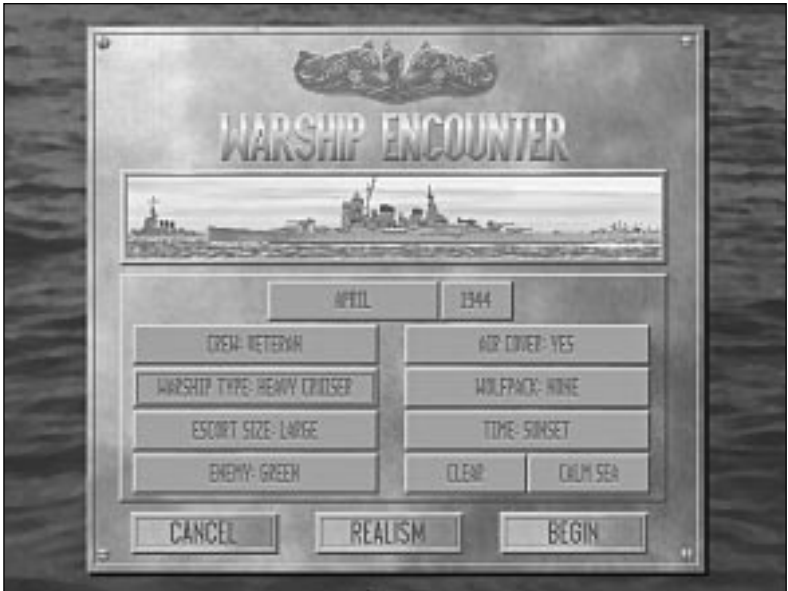 WARSHIP ENCOUNTER
APRIL 1944
CREW: VETERAN AIR COVER: YES
WARSHIP TYPE: HEAVY CRUISER WOLFPACK: NONE
ESCORT SIZE: LARGE TIME: SUNSET
ENEMY: GREEN CLEAR CALM SEA
CANCEL REALISM BEGIN